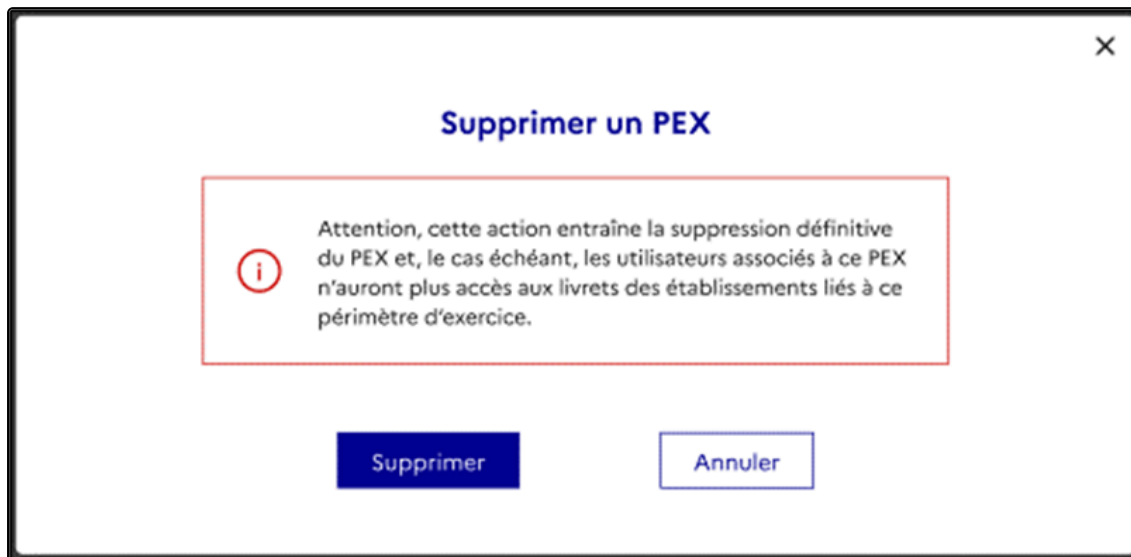 Supprimer un PEX
Attention, cette action entraîne la suppression définitive
du PEX et, le cas échéant, les utilisateurs associés à ce PEX
n'auront plus accès aux livrets des établissements liés à ce
périmètre d'exercice.
Supprimer
Annuler